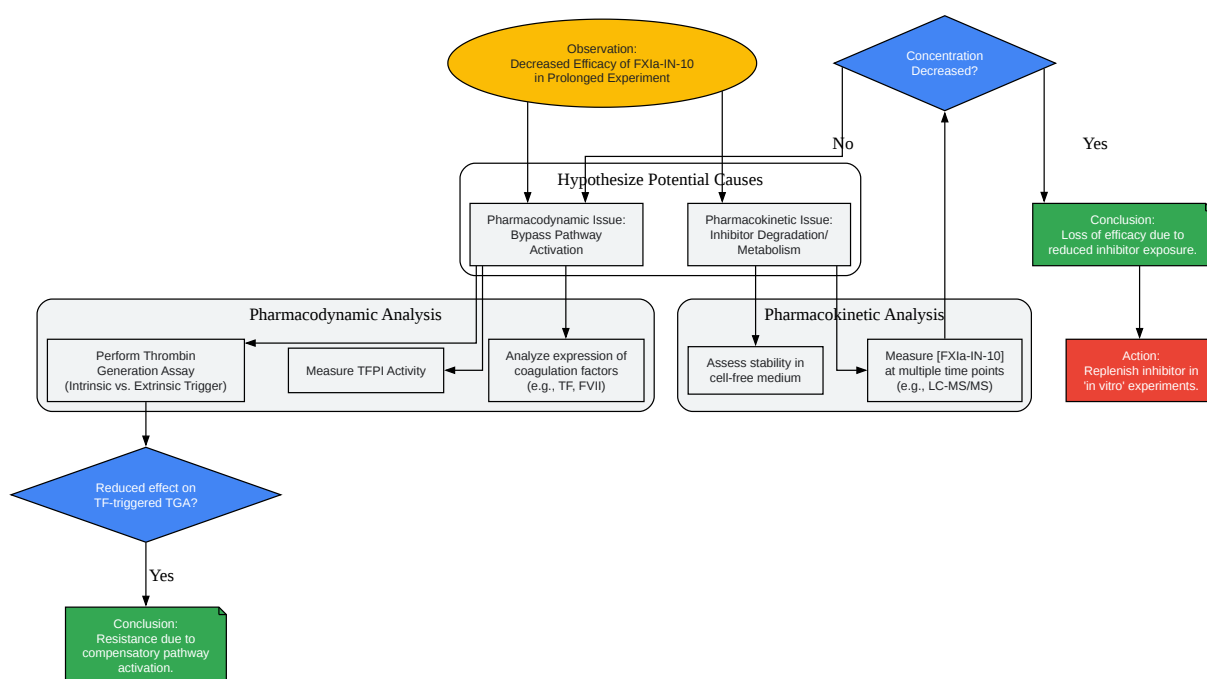 Observation:
Decreased Efficacy of FXIa-IN-10
in Prolonged Experiment
Concentration
Decreased?
No
Yes
Hypothesize Potential Causes
Pharmacodynamic Issue:
Bypass Pathway
Activation
Pharmacokinetic Issue:
Inhibitor Degradation/
Metabolism
Conclusion:
Loss of efficacy due to
reduced inhibitor exposure.
Pharmacodynamic Analysis
Perform Thrombin
Generation Assay
(Intrinsic vs. Extrinsic Trigger)
Measure TFPI Activity
Analyze expression of
coagulation factors
(e.g., TF, FVII)
Pharmacokinetic Analysis
Assess stability in
cell-free medium
Measure [FXIa-IN-10]
at multiple time points
(e.g., LC-MS/MS)
Action:
Replenish inhibitor in
'in vitro' experiments.
Reduced effect on
TF-triggered TGA?
Yes
Conclusion:
Resistance due to
compensatory pathway
activation.